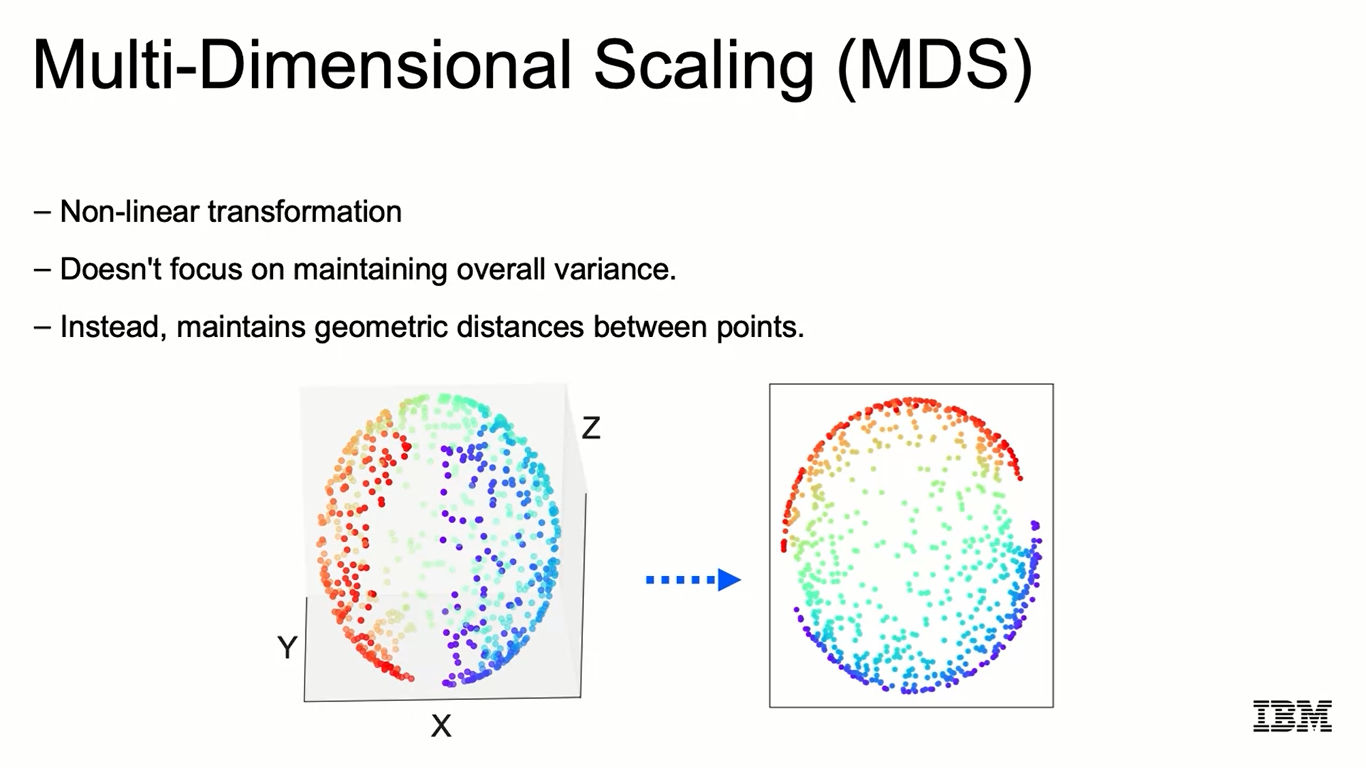 Multi-Dimensional Scaling (MDS)
– Non-linear transformation
– Doesn't focus on maintaining overall variance.
– Instead, maintains geometric distances between points.
Z
Y
X
IBM